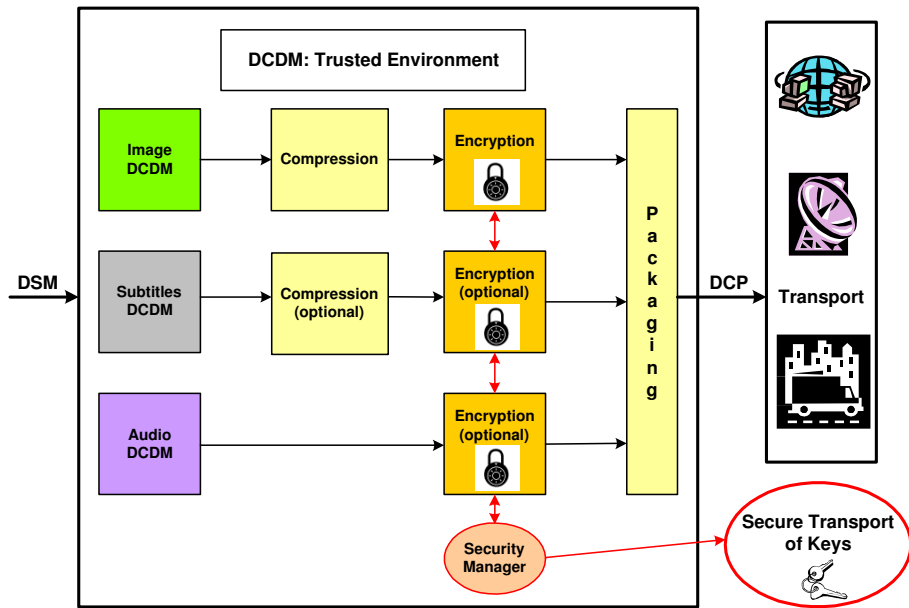 DCDM: Trusted Environment
Image
DCDM
Compression
Encryption
DSM
Subtitles
DCDM
Compression
(optional)
Encryption
(optional)
Audio
DCDM
Encryption
(optional)
Packaging
DCP
Transport
Security
Manager
Secure Transport
of Keys